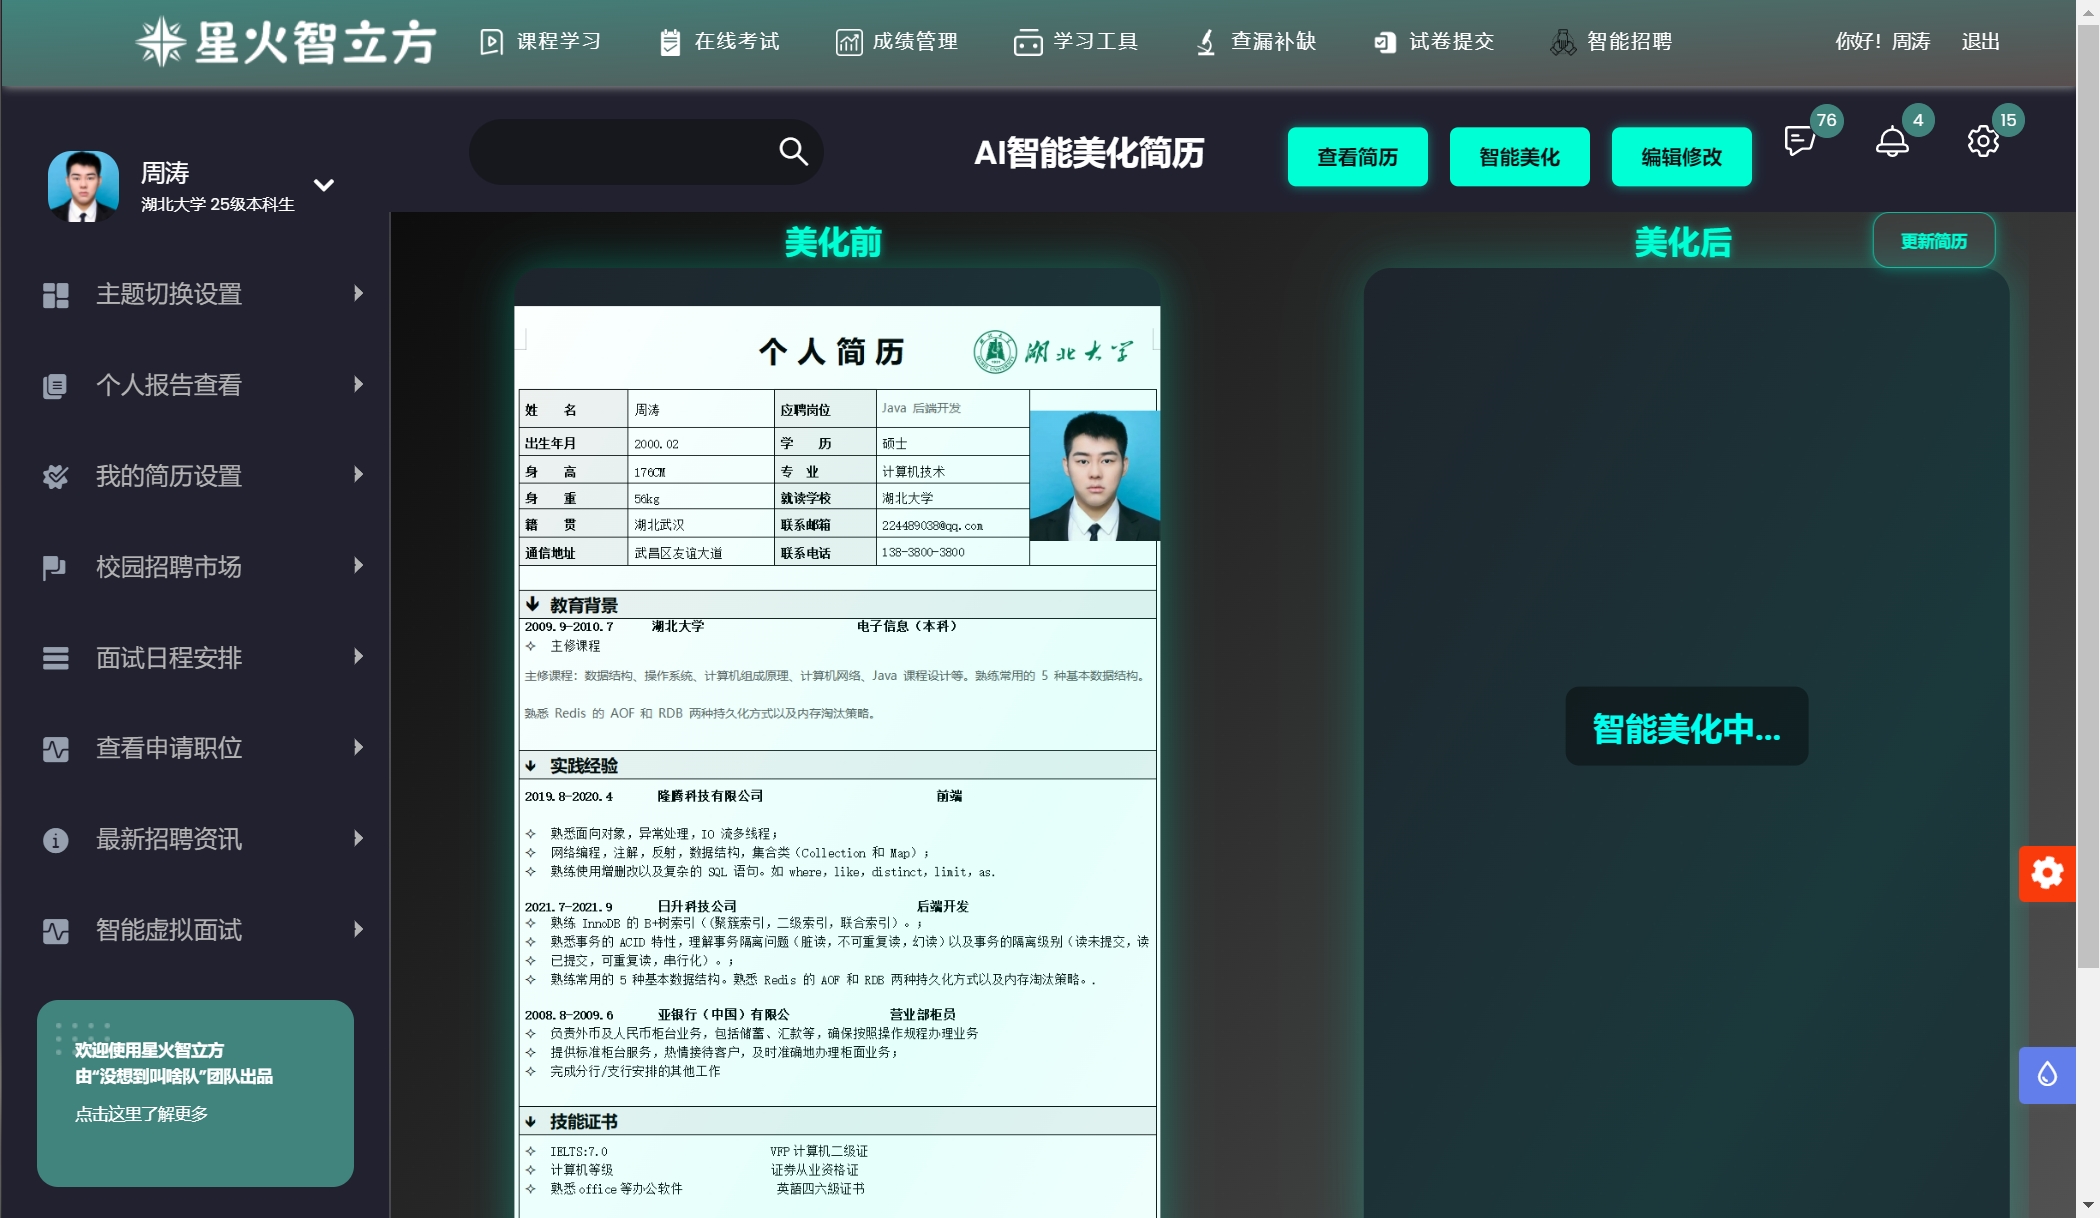 星火智立方 课程学习 在线考试 成绩管理 学习工具 查漏补缺 试卷提交 智能招聘 你好！周涛 退出
周涛
湖北大学 25级本科生
AI智能美化简历 查看简历 智能美化 编辑修改 76 4 15
主题切换设置
个人报告查看
我的简历设置
校园招聘市场
面试日程安排
查看申请职位
最新招聘资讯
智能虚拟面试
欢迎使用星火智立方
由“没想到叫啥队”团队出品
点击这里了解更多
美化前
个人简历 湖北大学
姓 名 周涛 应聘岗位 Java 后端开发
出生年月 2000.02 学 历 硕士
身 高 176CM 专 业 计算机技术
身 重 56kg 就读学校 湖北大学
籍 贯 湖北武汉 联系邮箱 224489038@qq.com
通信地址 武昌区友谊大道 联系电话 138-3800-3800
教育背景
2009.9-2010.7 湖北大学 电子信息（本科）
主修课程
主修课程：数据结构、操作系统、计算机组成原理、计算机网络、Java 课程设计等。熟练常用的 5 种基本数据结构。
熟悉 Redis 的 AOF 和 RDB 两种持久化方式以及内存淘汰策略。
实践经验
2019.8-2020.4 隆腾科技有限公司 前端
熟悉面向对象，异常处理，IO 流多线程；
网络编程，注解，反射，数据结构，集合类（Collection 和 Map）；
熟练使用增删改以及复杂的 SQL 语句。如 where，like，distinct，limit，as.
2021.7-2021.9 日升科技公司 后端开发
熟练 InnoDB 的 B+树索引（(聚簇索引，二级索引，联合索引）。；
熟悉事务的 ACID 特性，理解事务隔离问题（脏读，不可重复读，幻读）以及事务的隔离级别（读未提交，读
已提交，可重复读，串行化）。；
熟练常用的 5 种基本数据结构。熟悉 Redis 的 AOF 和 RDB 两种持久化方式以及内存淘汰策略。.
2008.8-2009.6 亚银行（中国）有限公 营业部柜员
负责外币及人民币柜台业务，包括储蓄、汇款等，确保按照操作规程办理业务
提供标准柜台服务，热情接待客户，及时准确地办理柜面业务；
完成分行/支行安排的其他工作
技能证书
IELTS:7.0 VFP 计算机二级证
计算机等级 证券从业资格证
熟悉 office 等办公软件 英語四六級证书
美化后 更新简历
智能美化中...